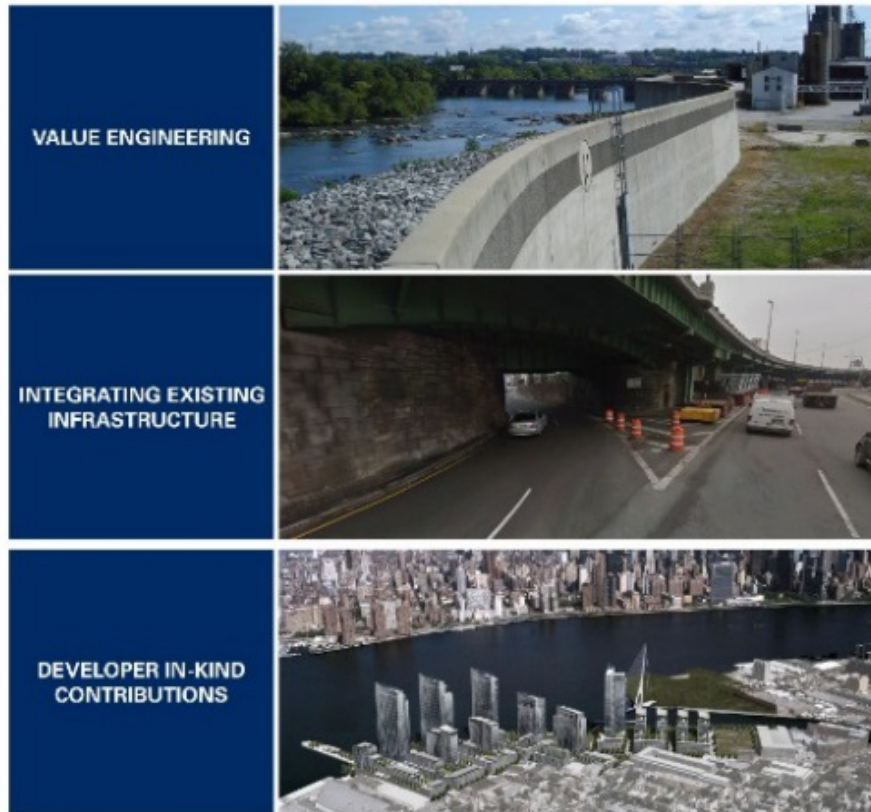 VALUE ENGINEERING
INTEGRATING EXISTING
INFRASTRUCTURE
DEVELOPER IN-KIND
CONTRIBUTIONS